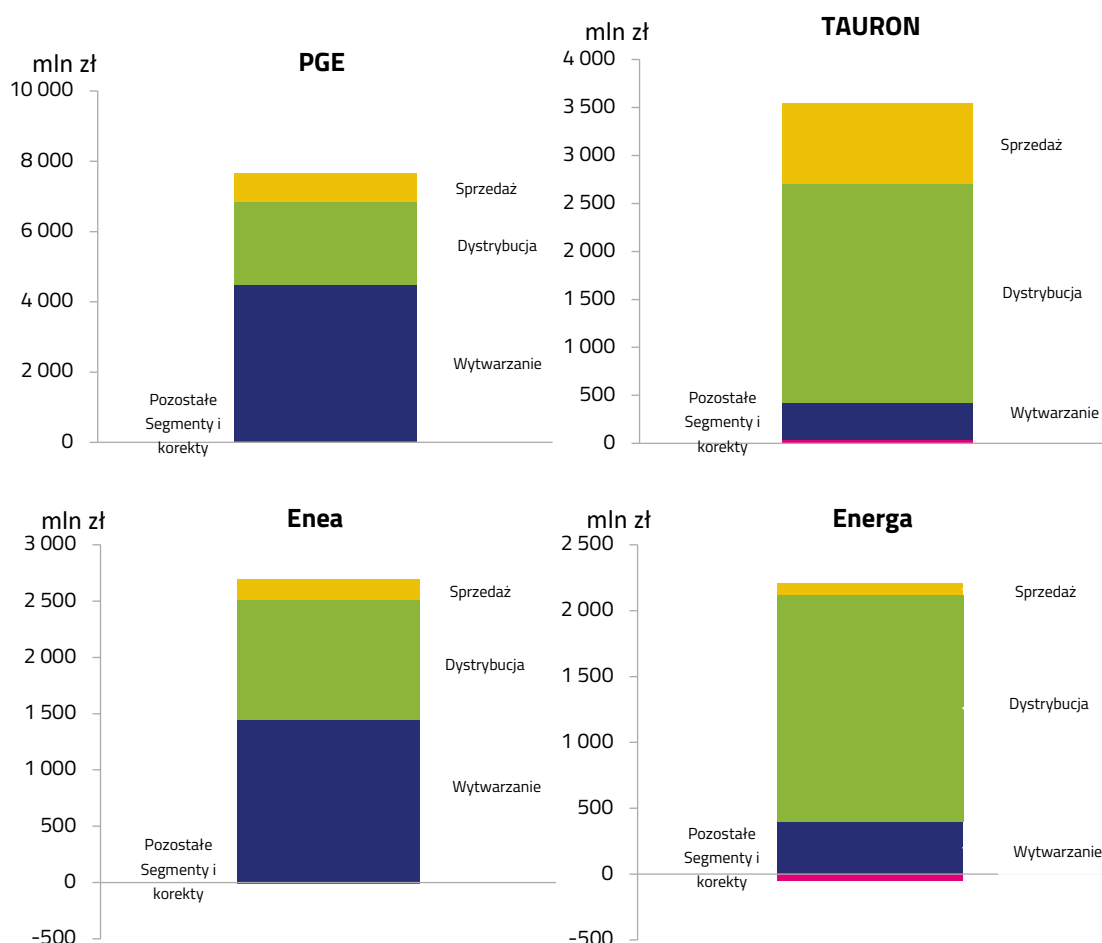 PGE
mln zł
10 000
8 000
6 000
4 000
2 000
0
Sprzedaż
Dystrybucja
Wytwarzanie
Pozostałe
Segmenty i
korekty
TAURON
mln zł
4 000
3 500
3 000
2 500
2 000
1 500
1 000
500
0
Sprzedaż
Dystrybucja
Wytwarzanie
Pozostałe
Segmenty i
korekty
Enea
mln zł
3 000
2 500
2 000
1 500
1 000
500
0
-500
Sprzedaż
Dystrybucja
Wytwarzanie
Pozostałe
Segmenty i
korekty
Energa
mln zł
2 500
2 000
1 500
1 000
500
0
-500
Sprzedaż
Dystrybucja
Wytwarzanie
Pozostałe
Segmenty i
korekty